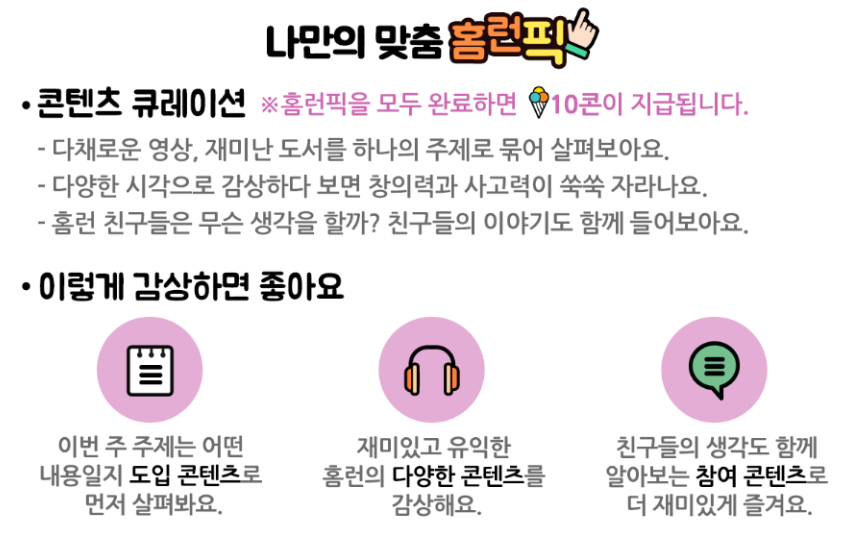 나만의 맞춤 홈런픽
• 콘텐츠 큐레이션 ※홈런픽을 모두 완료하면 10콘이 지급됩니다.
- 다채로운 영상, 재미난 도서를 하나의 주제로 묶어 살펴보아요.
- 다양한 시각으로 감상하다 보면 창의력과 사고력이 쑥쑥 자라나요.
- 홈런 친구들은 무슨 생각을 할까? 친구들의 이야기도 함께 들어보아요.
• 이렇게 감상하면 좋아요
이번 주 주제는 어떤
내용일지 도입 콘텐츠로
먼저 살펴봐요.
재미있고 유익한
홈런의 다양한 콘텐츠를
감상해요.
친구들의 생각도 함께
알아보는 참여 콘텐츠로
더 재미있게 즐겨요.